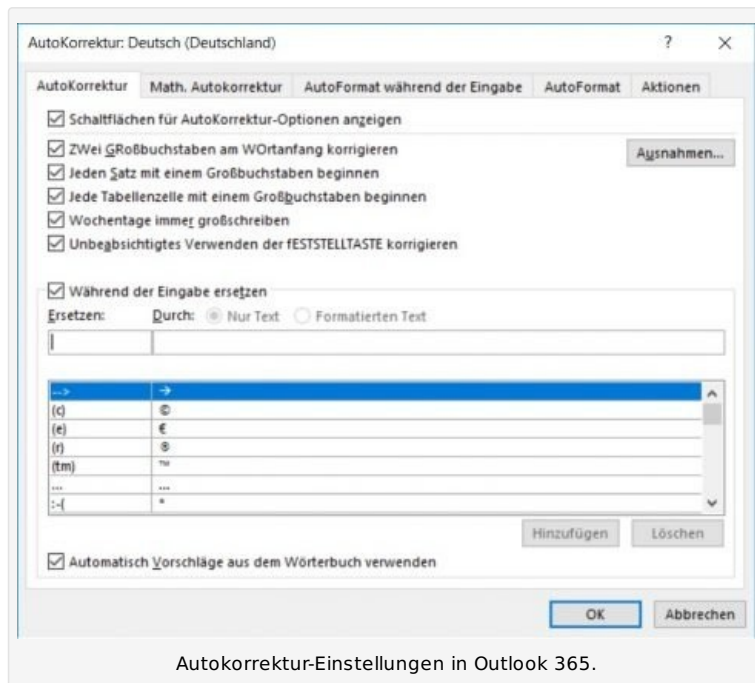 AutoKorrektur: Deutsch (Deutschland) ? ×
AutoKorrektur Math. Autokorrektur AutoFormat während der Eingabe AutoFormat Aktionen
Schaltflächen für AutoKorrektur-Optionen anzeigen
ZWei GRoßbuchstaben am WOrtanfang korrigieren
Ausnahmen...
Jeden Satz mit einem Großbuchstaben beginnen
Jede Tabellenzelle mit einem Großbuchstaben beginnen
Wochentage immer großschreiben
Unbeabsichtigtes Verwenden der fESTSTELLTASTE korrigieren
Während der Eingabe ersetzen
Ersetzen: Durch: Nur Text Formatierten Text
--> →
(c) ©
(e) €
(r) ®
(tm) ™
... ...
:-(
Hinzufügen Löschen
Automatisch Vorschläge aus dem Wörterbuch verwenden
OK Abbrechen
Autokorrektur-Einstellungen in Outlook 365.